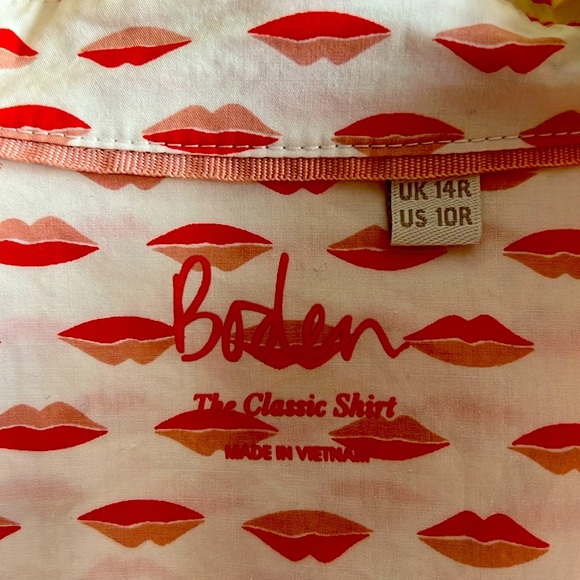 UK 14R
US 10R
Boden
The Classic Shirt
MADE IN VIETNAM